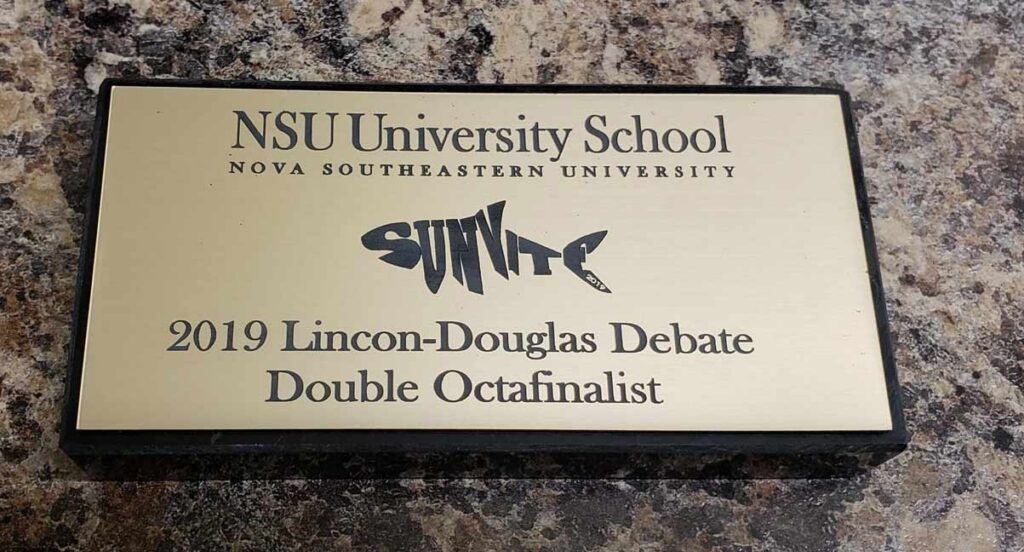 NSU University School
NOVA SOUTHEASTERN UNIVERSITY
SUNVITE
2019
2019 Lincon-Douglas Debate
Double Octafinalist